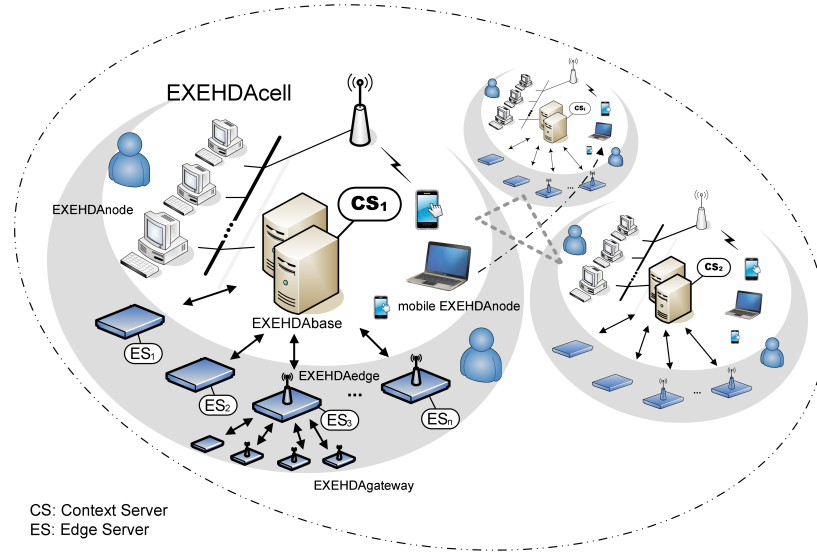 EXEHDAcell
CS₁
EXEHDAnode
mobile EXEHDAnode
EXEHDAbase
ES₁
ES₂
EXEHDAedge
...
ES₃
ESₙ
EXEHDAgateway
CS₂
...
...
CS: Context Server
ES: Edge Server